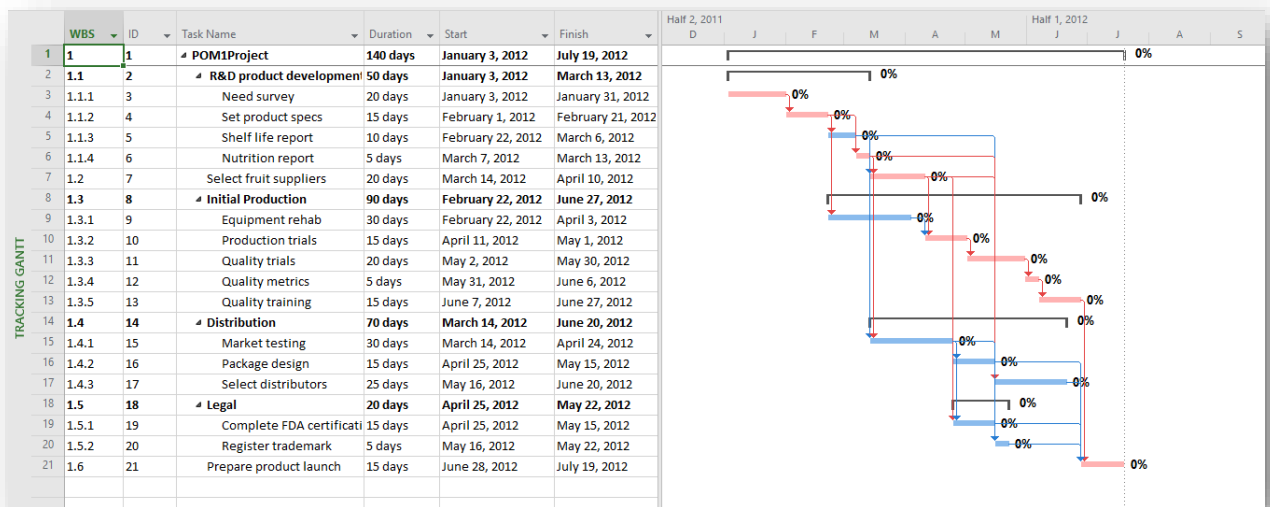 Half 2, 2011 Half 1, 2012
WBS ID Task Name Duration Start Finish D J F M A M J J A S
1 1 1 POM1Project 140 days January 3, 2012 July 19, 2012 0%
2 1.1 2 R&D product development 50 days January 3, 2012 March 13, 2012 0%
3 1.1.1 3 Need survey 20 days January 3, 2012 January 31, 2012 0%
4 1.1.2 4 Set product specs 15 days February 1, 2012 February 21, 2012 0%
5 1.1.3 5 Shelf life report 10 days February 22, 2012 March 6, 2012 0%
6 1.1.4 6 Nutrition report 5 days March 7, 2012 March 13, 2012 0%
7 1.2 7 Select fruit suppliers 20 days March 14, 2012 April 10, 2012 0%
8 1.3 8 Initial Production 90 days February 22, 2012 June 27, 2012 0%
9 1.3.1 9 Equipment rehab 30 days February 22, 2012 April 3, 2012 0%
10 1.3.2 10 Production trials 15 days April 11, 2012 May 1, 2012 0%
11 1.3.3 11 Quality trials 20 days May 2, 2012 May 30, 2012 0%
12 1.3.4 12 Quality metrics 5 days May 31, 2012 June 6, 2012 0%
13 1.3.5 13 Quality training 15 days June 7, 2012 June 27, 2012 0%
14 1.4 14 Distribution 70 days March 14, 2012 June 20, 2012 0%
15 1.4.1 15 Market testing 30 days March 14, 2012 April 24, 2012 0%
16 1.4.2 16 Package design 15 days April 25, 2012 May 15, 2012 0%
17 1.4.3 17 Select distributors 25 days May 16, 2012 June 20, 2012 0%
18 1.5 18 Legal 20 days April 25, 2012 May 22, 2012 0%
19 1.5.1 19 Complete FDA certificati 15 days April 25, 2012 May 15, 2012 0%
20 1.5.2 20 Register trademark 5 days May 16, 2012 May 22, 2012 0%
21 1.6 21 Prepare product launch 15 days June 28, 2012 July 19, 2012 0%
TRACKING GANTT